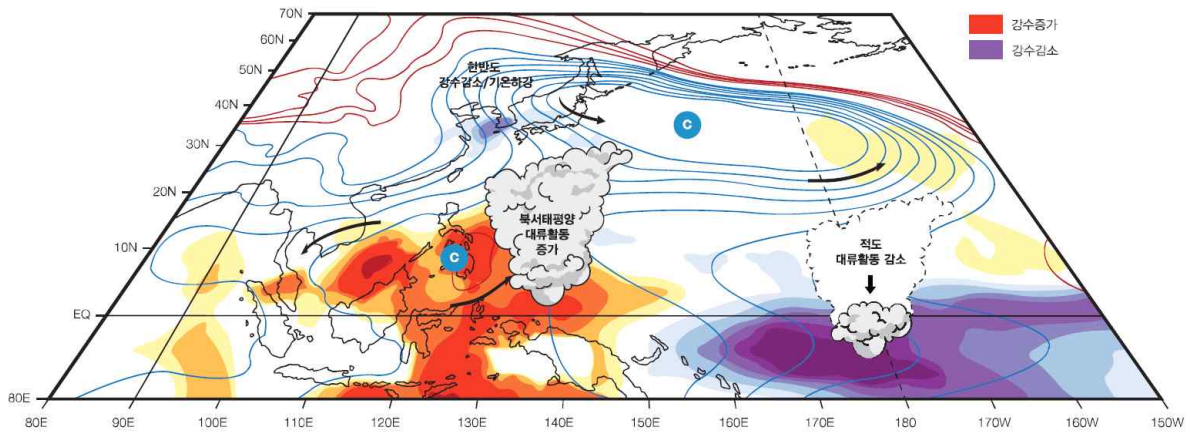 70N
60N
50N
40N
30N
20N
10N
EQ
80E
강수증가
강수감소
한반도
강수감소/기온하강
C
북서태평양
대류활동
증가
C
적도
대류활동 감소
80E
90E
100E
110E
120E
130E
140E
150E
160E
170E
180
170W
160W
150W